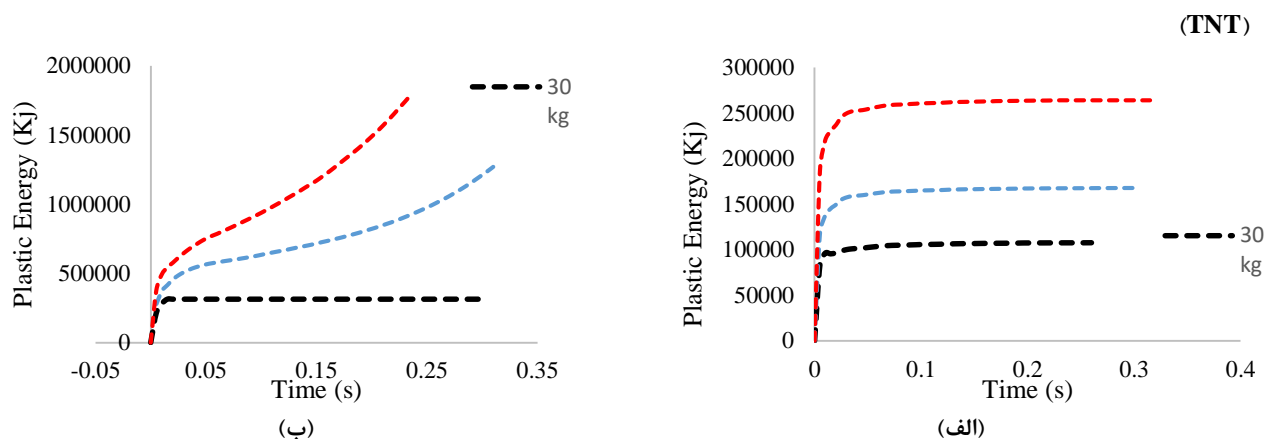 (TNT)
2000000
1500000
1000000
500000
0
-0.05
0.05
0.15
0.25
0.35
Plastic Energy (Kj)
Time (s)
30
kg
(ب)
300000
250000
200000
150000
100000
50000
0
0
0.1
0.2
0.3
0.4
Plastic Energy (Kj)
Time (s)
30
kg
(الف)